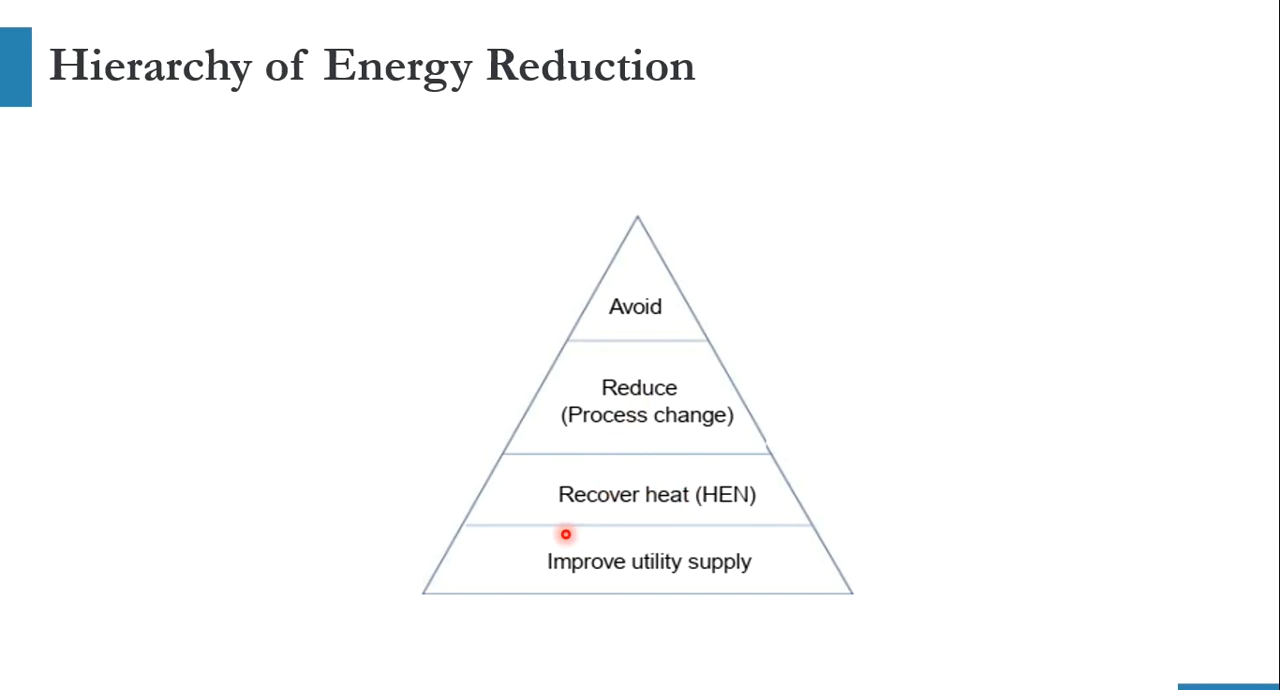 Hierarchy of Energy Reduction
Avoid
Reduce
(Process change)
Recover heat (HEN)
Improve utility supply